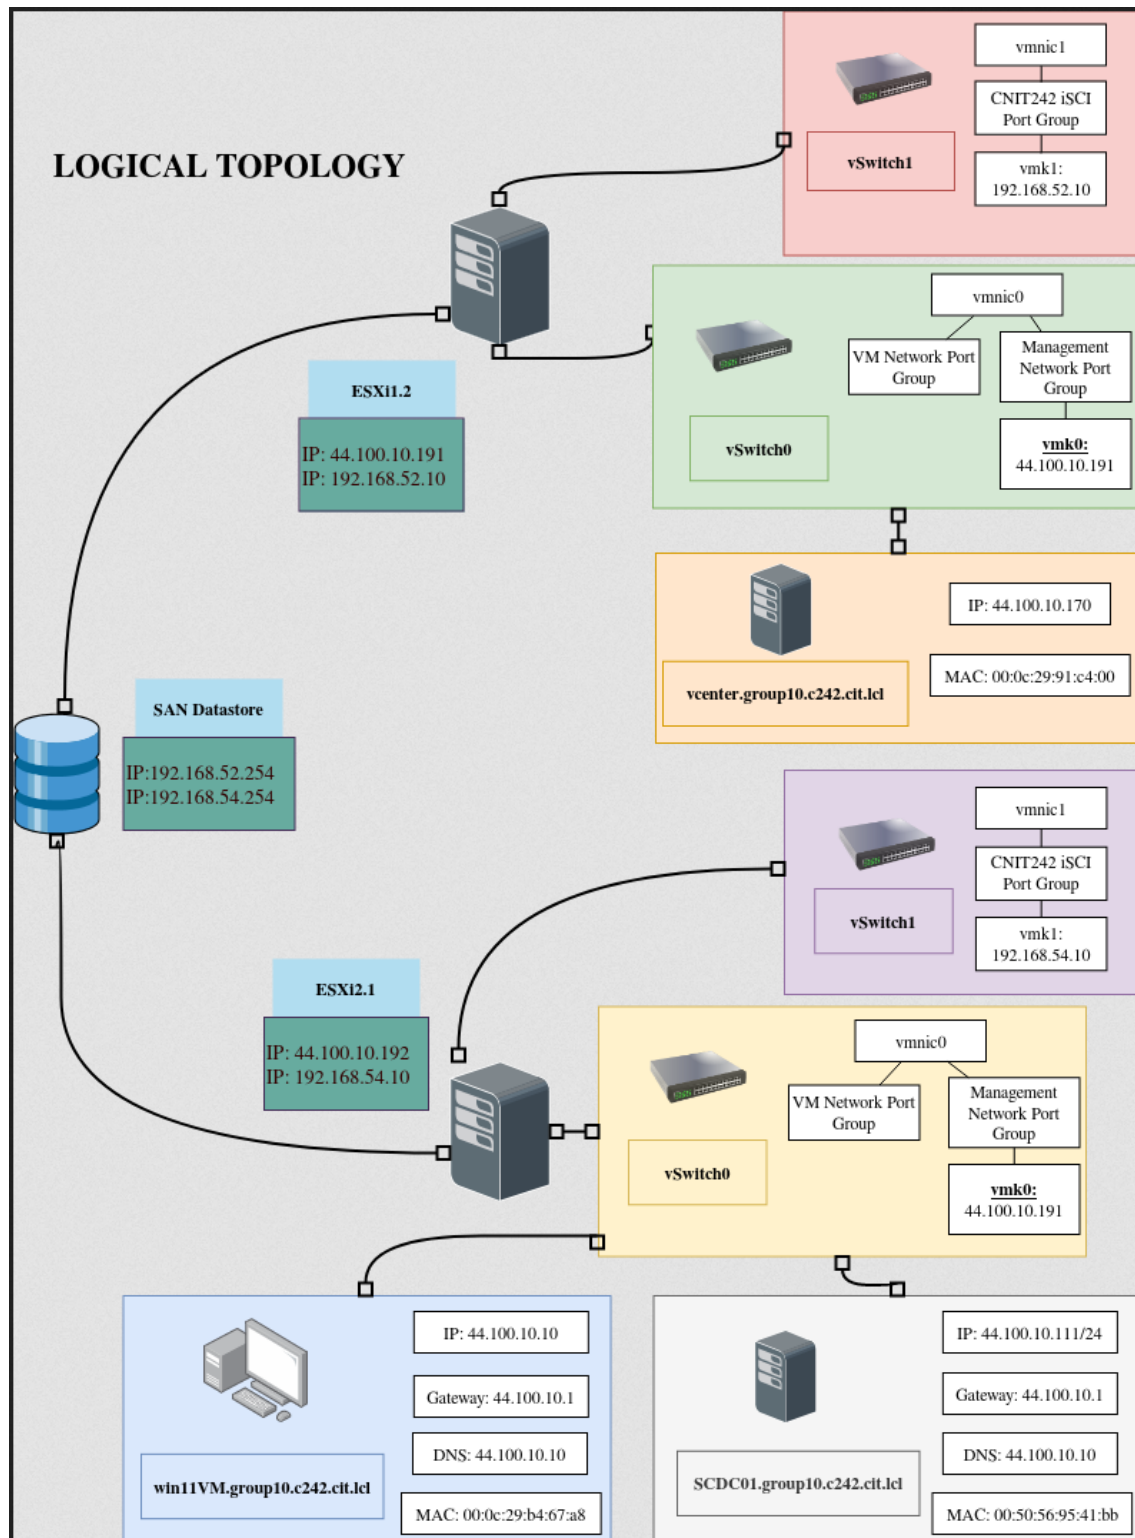 LOGICAL TOPOLOGY
vmnic1
CNIT242 iSCI
Port Group
vSwitch1
vmk1:
192.168.52.10
vmnic0
VM Network Port
Group
Management
Network Port
Group
vSwitch0
vmk0:
44.100.10.191
ESXi1.2
IP: 44.100.10.191
IP: 192.168.52.10
IP: 44.100.10.170
vcenter.group10.c242.cit.lcl
MAC: 00:0c:29:91:c4:00
SAN Datastore
IP:192.168.52.254
IP:192.168.54.254
vmnic1
CNIT242 iSCI
Port Group
vSwitch1
vmk1:
192.168.54.10
ESXi2.1
IP: 44.100.10.192
IP: 192.168.54.10
vmnic0
VM Network Port
Group
Management
Network Port
Group
vSwitch0
vmk0:
44.100.10.191
IP: 44.100.10.10
Gateway: 44.100.10.1
DNS: 44.100.10.10
win11VM.group10.c242.cit.lcl
MAC: 00:0c:29:b4:67:a8
IP: 44.100.10.111/24
Gateway: 44.100.10.1
DNS: 44.100.10.10
SCDC01.group10.c242.cit.lcl
MAC: 00:50:56:95:41:bb